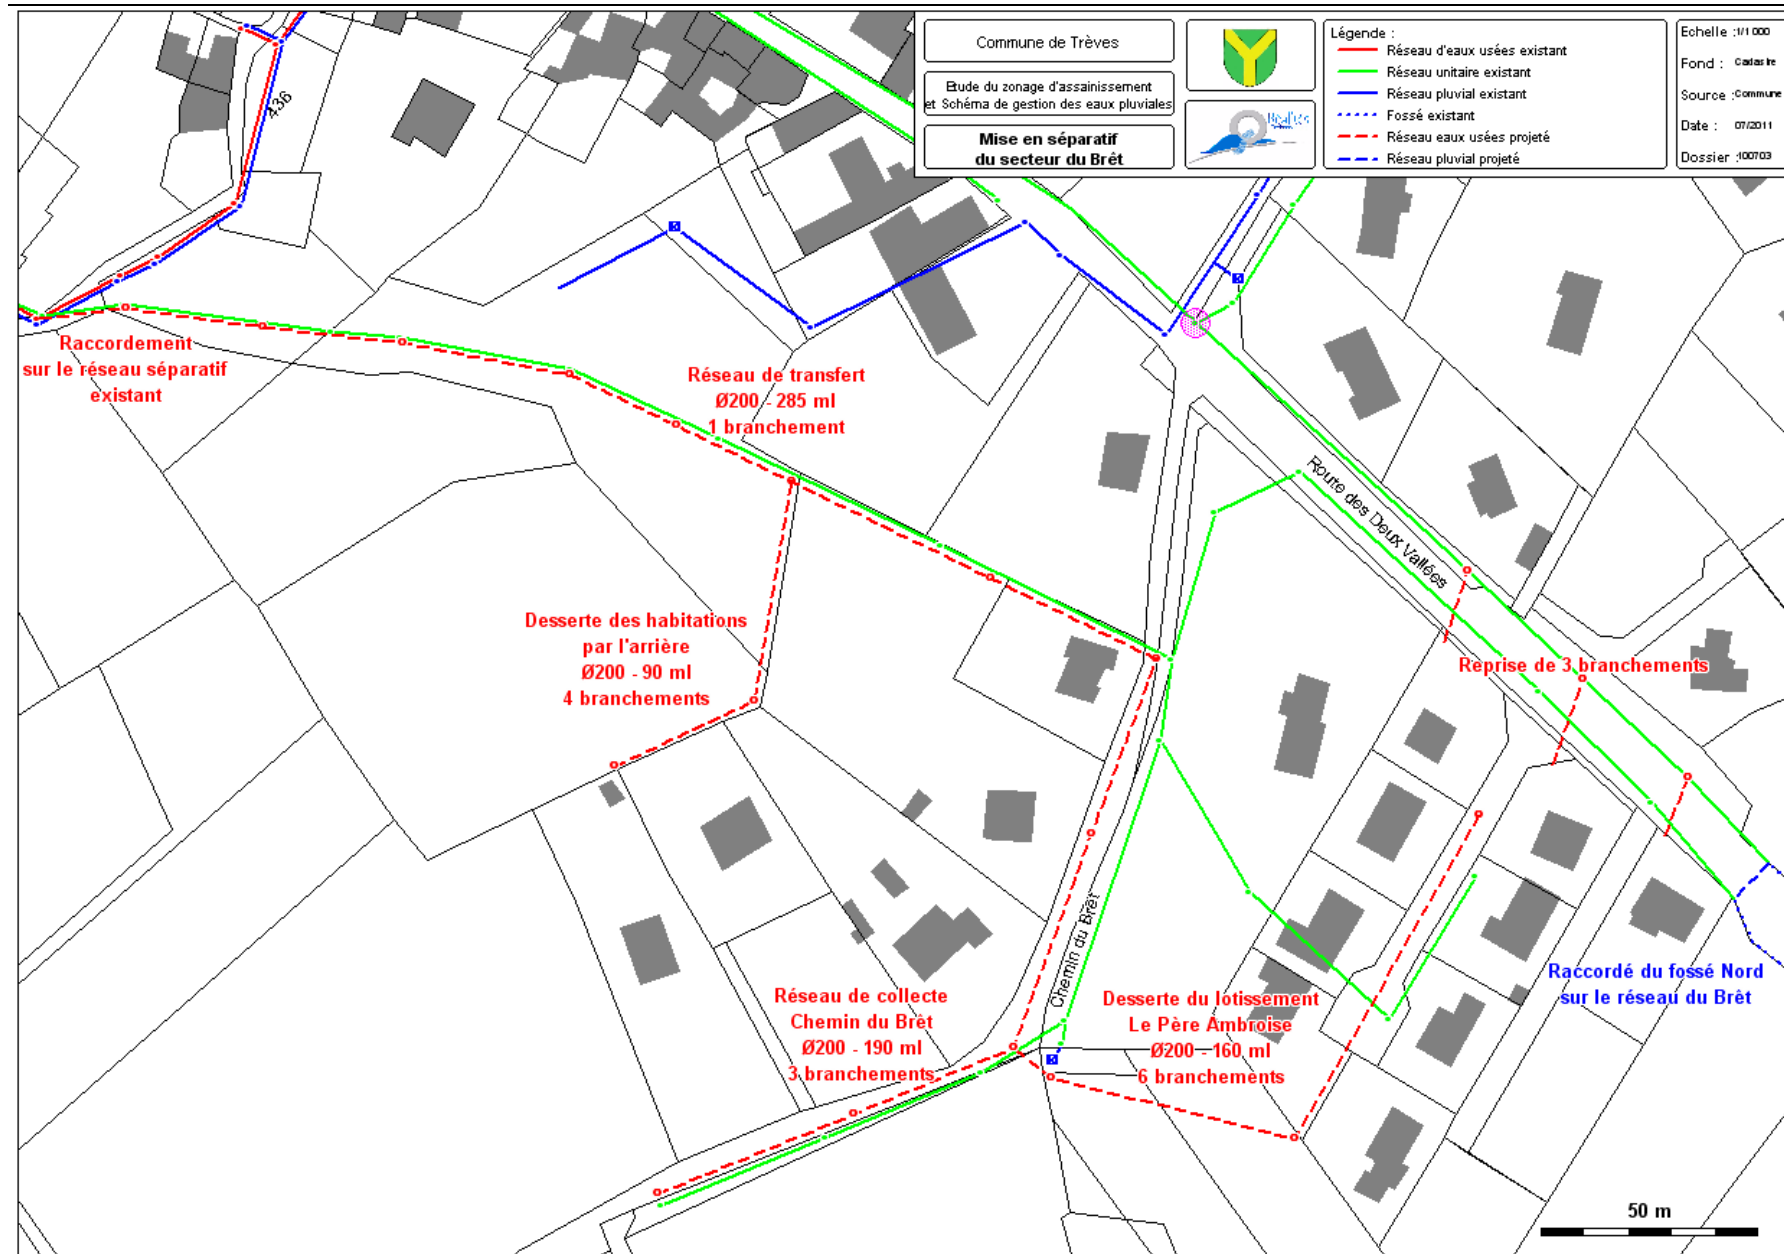 Commune de Trèves
Etude du zonage d'assainissement
et Schéma de gestion des eaux pluviales
Mise en séparatif
du secteur du Brêt
Légende :
Réseau d'eaux usées existant
Réseau unitaire existant
Réseau pluvial existant
Fossé existant
Réseau eaux usées projeté
Réseau pluvial projeté
Echelle : 1/1 000
Fond : Cadastre
Source : Commune
Date : 07/2011
Dossier : 100703
436
Raccordement
sur le réseau séparatif
existant
Réseau de transfert
Ø200 - 285 ml
1 branchement
Route des Deux Vallées
Desserte des habitations
par l'arrière
Ø200 - 90 ml
4 branchements
Reprise de 3 branchements
Chemin du Brêt
Réseau de collecte
Chemin du Brêt
Ø200 - 190 ml
3 branchements
Desserte du lotissement
Le Père Ambroise
Ø200 - 160 ml
6 branchements
Raccordé du fossé Nord
sur le réseau du Brêt
50 m